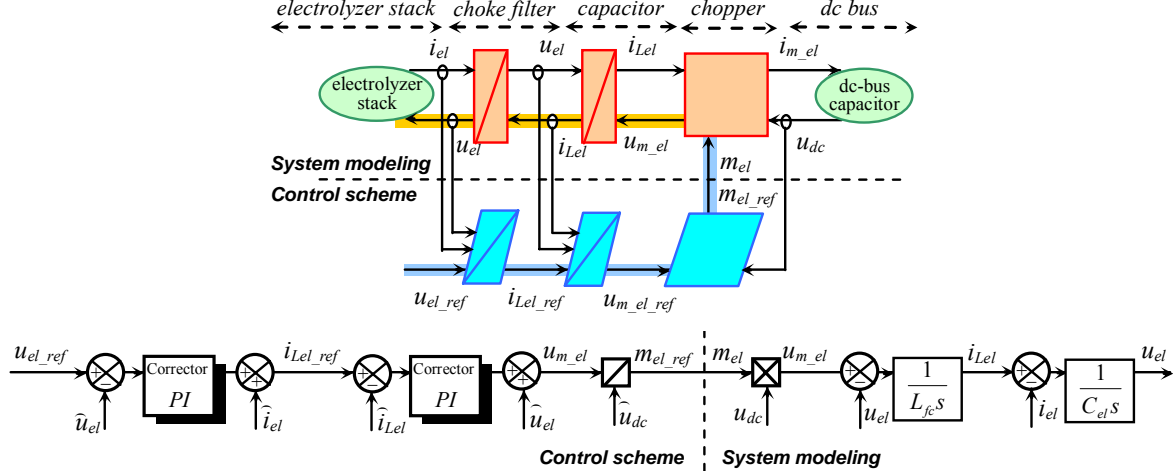 electrolyzer stack choke filter capacitor chopper dc bus
i_el u_el i_Lel i_m_el
electrolyzer
stack
dc-bus
capacitor
u_el i_Lel u_m_el u_dc
System modeling
m_el
Control scheme
m_el_ref
u_el_ref i_Lel_ref u_m_el_ref
u_el_ref + − Corrector PI + + i_Lel_ref + − Corrector PI + + u_m_el m_el_ref m_el u_m_el + − 1/(L_fc s) i_Lel + − 1/(C_el s) u_el
û_el î_el î_Lel û_el û_dc u_dc u_el i_el
Control scheme System modeling